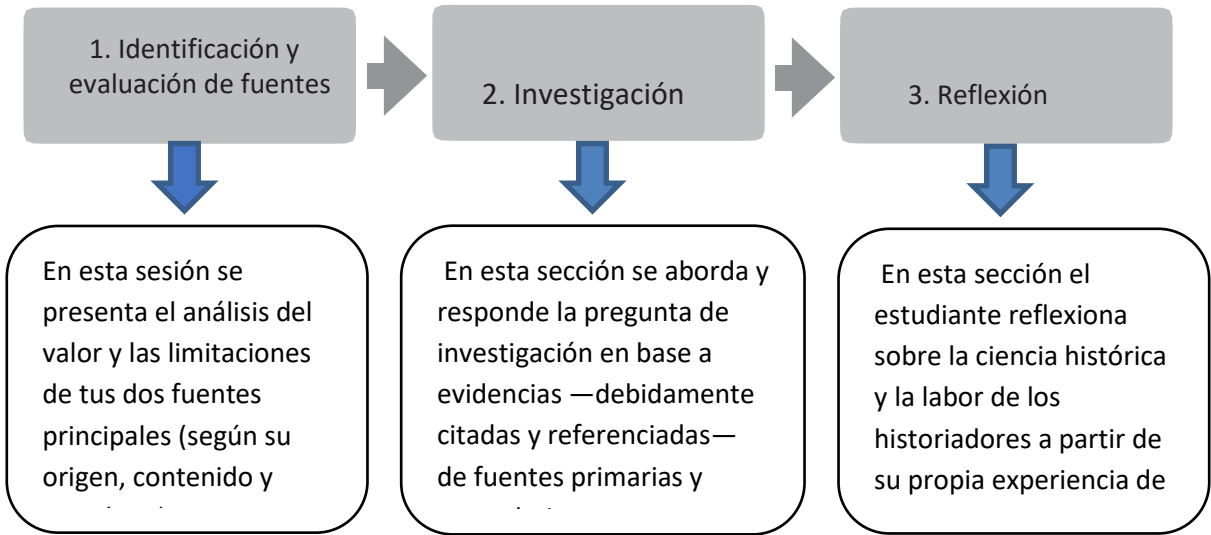 1. Identificación y
evaluación de fuentes
2. Investigación
3. Reflexión
En esta sesión se
presenta el análisis del
valor y las limitaciones
de tus dos fuentes
principales (según su
origen, contenido y
En esta sección se aborda y
responde la pregunta de
investigación en base a
evidencias —debidamente
citadas y referenciadas—
de fuentes primarias y
En esta sección el
estudiante reflexiona
sobre la ciencia histórica
y la labor de los
historiadores a partir de
su propia experiencia de